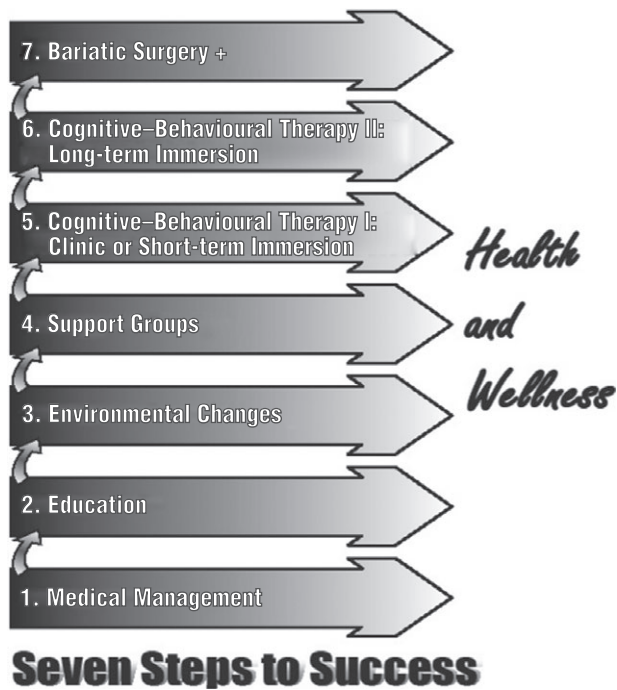 7. Bariatic Surgery +
6. Cognitive–Behavioural Therapy II:
Long-term Immersion
5. Cognitive–Behavioural Therapy I:
Clinic or Short-term Immersion
4. Support Groups
3. Environmental Changes
2. Education
1. Medical Management
Health
and
Wellness
Seven Steps to Success